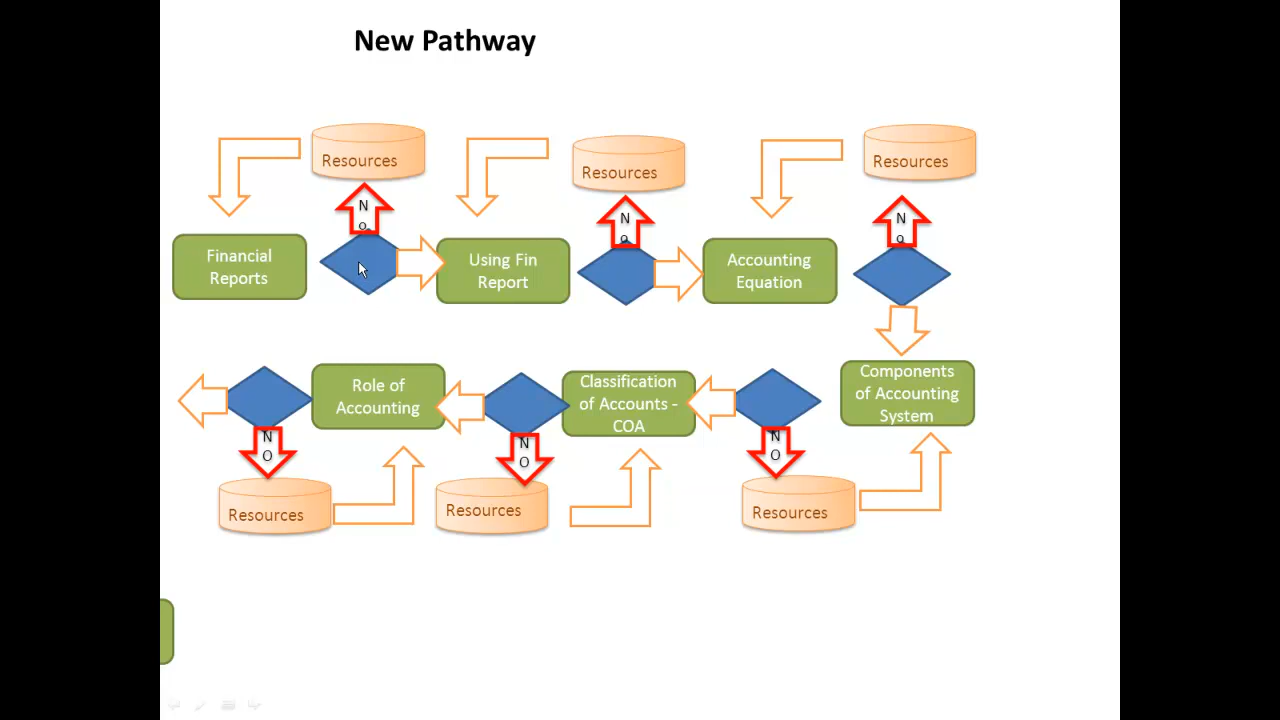 New Pathway
Resources
Resources
Resources
N
o
N
o
N
o
Financial
Reports
Using Fin
Report
Accounting
Equation
Role of
Accounting
Classification
of Accounts -
COA
Components
of Accounting
System
N
O
N
O
N
O
Resources
Resources
Resources